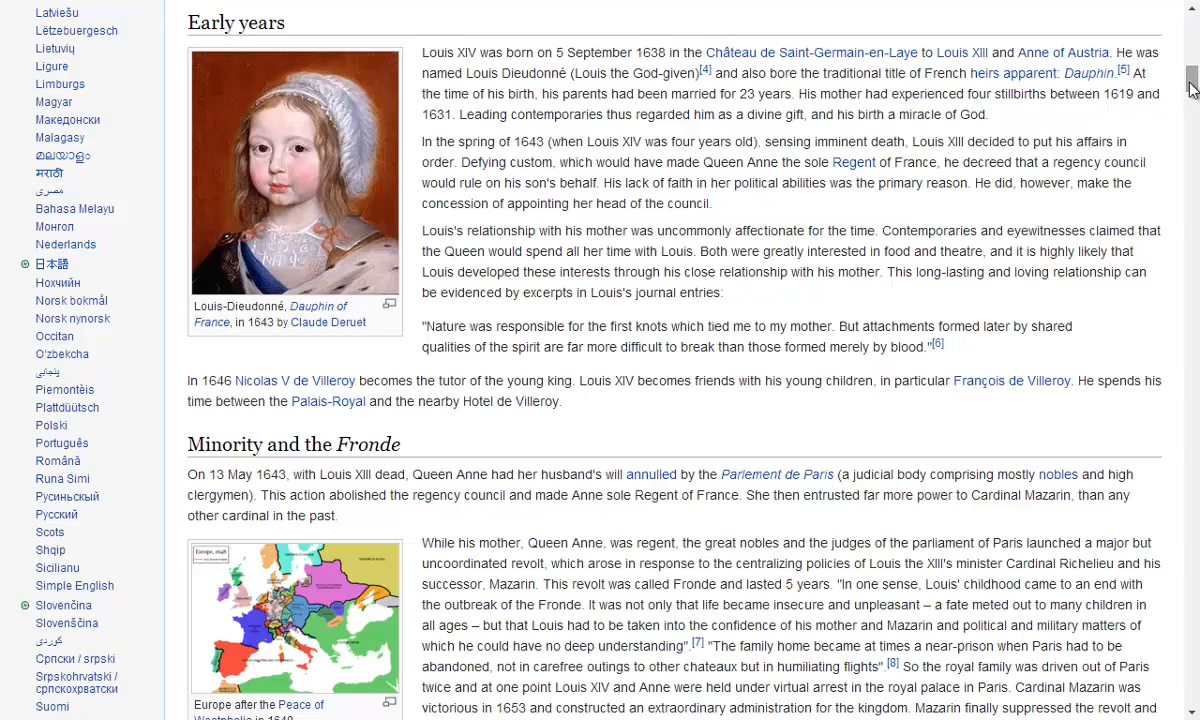 Latviešu
Lëtzebuergesch
Lietuvių
Ligure
Limburgs
Magyar
Македонски
Malagasy
മലയാളം
मराठी
مصرى
Bahasa Melayu
Монгол
Nederlands
日本語
Нохчийн
Norsk bokmål
Norsk nynorsk
Occitan
O'zbekcha
پنجابی
Piemontèis
Plattdüütsch
Polski
Português
Română
Runa Simi
Русиньскый
Русский
Scots
Shqip
Sicilianu
Simple English
Slovenčina
Slovenščina
کوردی
Српски / srpski
Srpskohrvatski /
српскохрватски
Suomi
Early years
Louis-Dieudonné, Dauphin of
France, in 1643 by Claude Deruet
Louis XIV was born on 5 September 1638 in the Château de Saint-Germain-en-Laye to Louis XIII and Anne of Austria. He was
named Louis Dieudonné (Louis the God-given)[4] and also bore the traditional title of French heirs apparent: Dauphin.[5] At
the time of his birth, his parents had been married for 23 years. His mother had experienced four stillbirths between 1619 and
1631. Leading contemporaries thus regarded him as a divine gift, and his birth a miracle of God.
In the spring of 1643 (when Louis XIV was four years old), sensing imminent death, Louis XIII decided to put his affairs in
order. Defying custom, which would have made Queen Anne the sole Regent of France, he decreed that a regency council
would rule on his son's behalf. His lack of faith in her political abilities was the primary reason. He did, however, make the
concession of appointing her head of the council.
Louis's relationship with his mother was uncommonly affectionate for the time. Contemporaries and eyewitnesses claimed that
the Queen would spend all her time with Louis. Both were greatly interested in food and theatre, and it is highly likely that
Louis developed these interests through his close relationship with his mother. This long-lasting and loving relationship can
be evidenced by excerpts in Louis's journal entries:
"Nature was responsible for the first knots which tied me to my mother. But attachments formed later by shared
qualities of the spirit are far more difficult to break than those formed merely by blood."[6]
In 1646 Nicolas V de Villeroy becomes the tutor of the young king. Louis XIV becomes friends with his young children, in particular François de Villeroy. He spends his
time between the Palais-Royal and the nearby Hotel de Villeroy.
Minority and the Fronde
On 13 May 1643, with Louis XIII dead, Queen Anne had her husband's will annulled by the Parlement de Paris (a judicial body comprising mostly nobles and high
clergymen). This action abolished the regency council and made Anne sole Regent of France. She then entrusted far more power to Cardinal Mazarin, than any
other cardinal in the past.
Europe, 1648
Europe after the Peace of
Westphalia in 1648
While his mother, Queen Anne, was regent, the great nobles and the judges of the parliament of Paris launched a major but
uncoordinated revolt, which arose in response to the centralizing policies of Louis the XIII's minister Cardinal Richelieu and his
successor, Mazarin. This revolt was called Fronde and lasted 5 years. "In one sense, Louis' childhood came to an end with
the outbreak of the Fronde. It was not only that life became insecure and unpleasant – a fate meted out to many children in
all ages – but that Louis had to be taken into the confidence of his mother and Mazarin and political and military matters of
which he could have no deep understanding".[7] "The family home became at times a near-prison when Paris had to be
abandoned, not in carefree outings to other chateaux but in humiliating flights".[8] So the royal family was driven out of Paris
twice and at one point Louis XIV and Anne were held under virtual arrest in the royal palace in Paris. Cardinal Mazarin was
victorious in 1653 and constructed an extraordinary administration for the kingdom. Mazarin finally suppressed the revolt and